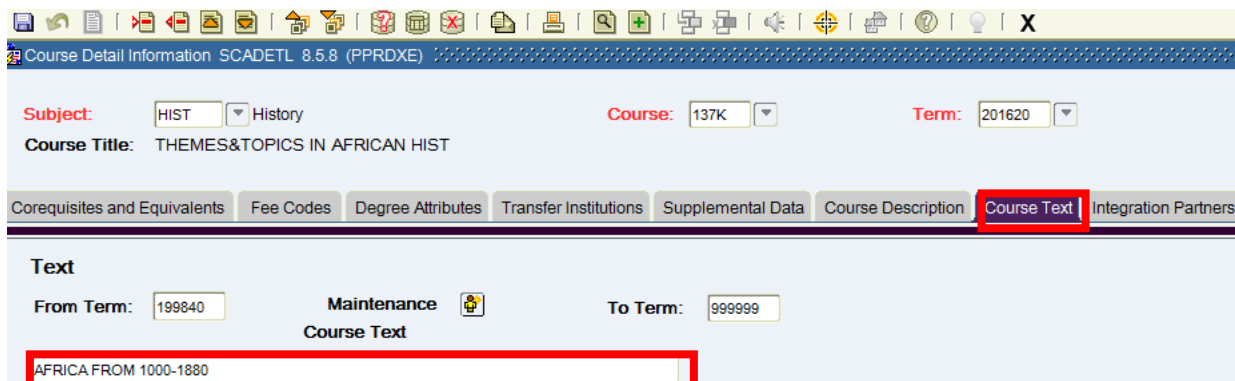 Course Detail Information SCADETL 8.5.8 (PPRDXE)
Subject: HIST History Course: 137K Term: 201620
Course Title: THEMES&TOPICS IN AFRICAN HIST
Corequisites and Equivalents Fee Codes Degree Attributes Transfer Institutions Supplemental Data Course Description Course Text Integration Partners
Text
From Term: 199840 Maintenance To Term: 999999
Course Text
AFRICA FROM 1000-1880